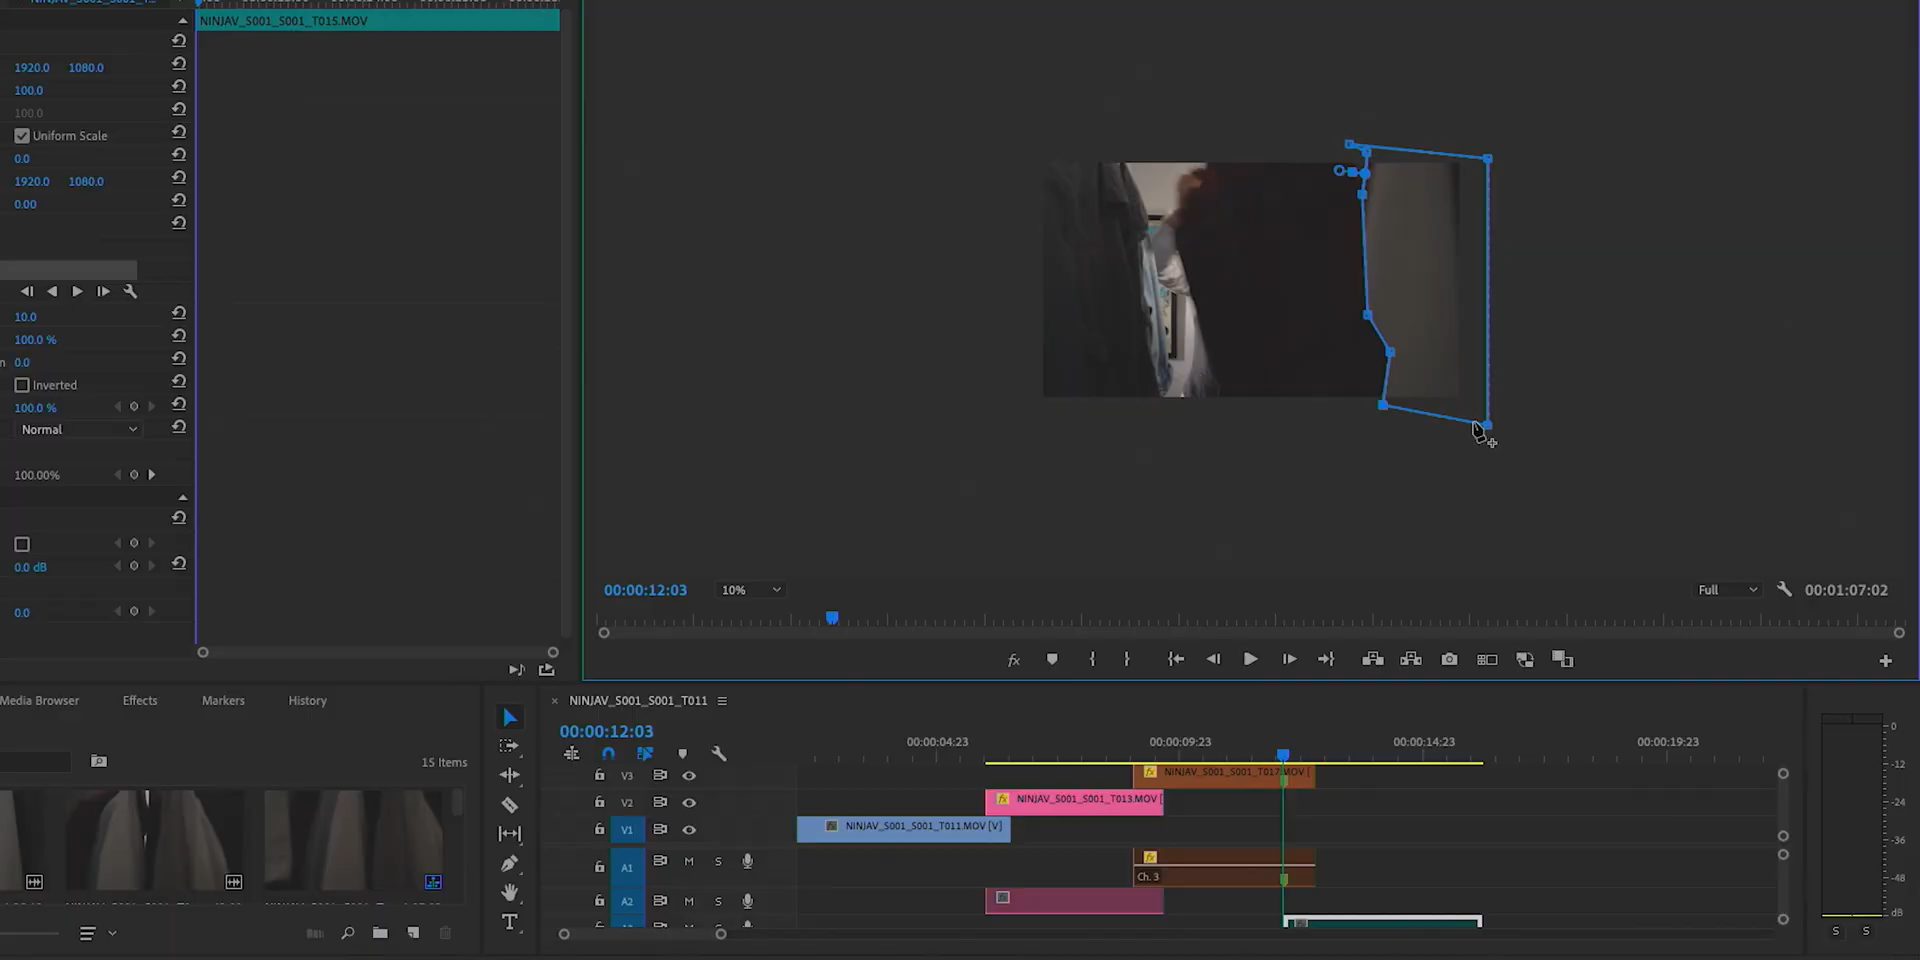 NINJAV_S001_S001_T015.MOV
1920.0 1080.0
100.0
100.0
Uniform Scale
0.0
1920.0 1080.0
0.00
10.0
100.0 %
0.0
Inverted
100.0 %
Normal
100.00%
0.0 dB
0.0
00:00:12:03
10%
Full
00:01:07:02
Media Browser
Effects
Markers
History
15 Items
× NINJAV_S001_S001_T011
00:00:12:03
00:00:04:23
00:00:09:23
00:00:14:23
00:00:19:23
V3
NINJAV_S001_S001_T017.MOV [
V2
NINJAV_S001_S001_T013.MOV [
V1
NINJAV_S001_S001_T011.MOV [V]
A1
M S
Ch. 3
A2
M S
0
-12
-24
-36
-48
dB
S S